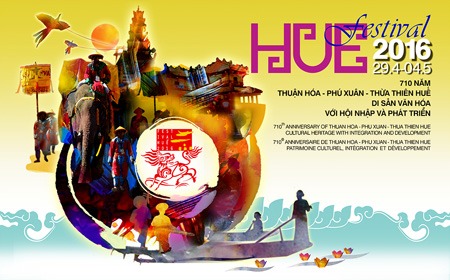 HUE
Festival
2016
29.4-04.5
710 NĂM
THUẬN HÓA - PHÚ XUÂN - THỪA THIÊN HUẾ
DI SẢN VĂN HÓA
VỚI HỘI NHẬP VÀ PHÁT TRIỂN
710th ANNIVERSARY OF THUAN HOA - PHU XUAN - THUA THIEN HUE
CULTURAL HERITAGE WITH INTEGRATION AND DEVELOPMENT
710e ANNIVERSAIRE DE THUAN HOA - PHU XUAN - THUA THIEN HUE
PATRIMOINE CULTUREL, INTÉGRATION ET DÉVELOPPEMENT